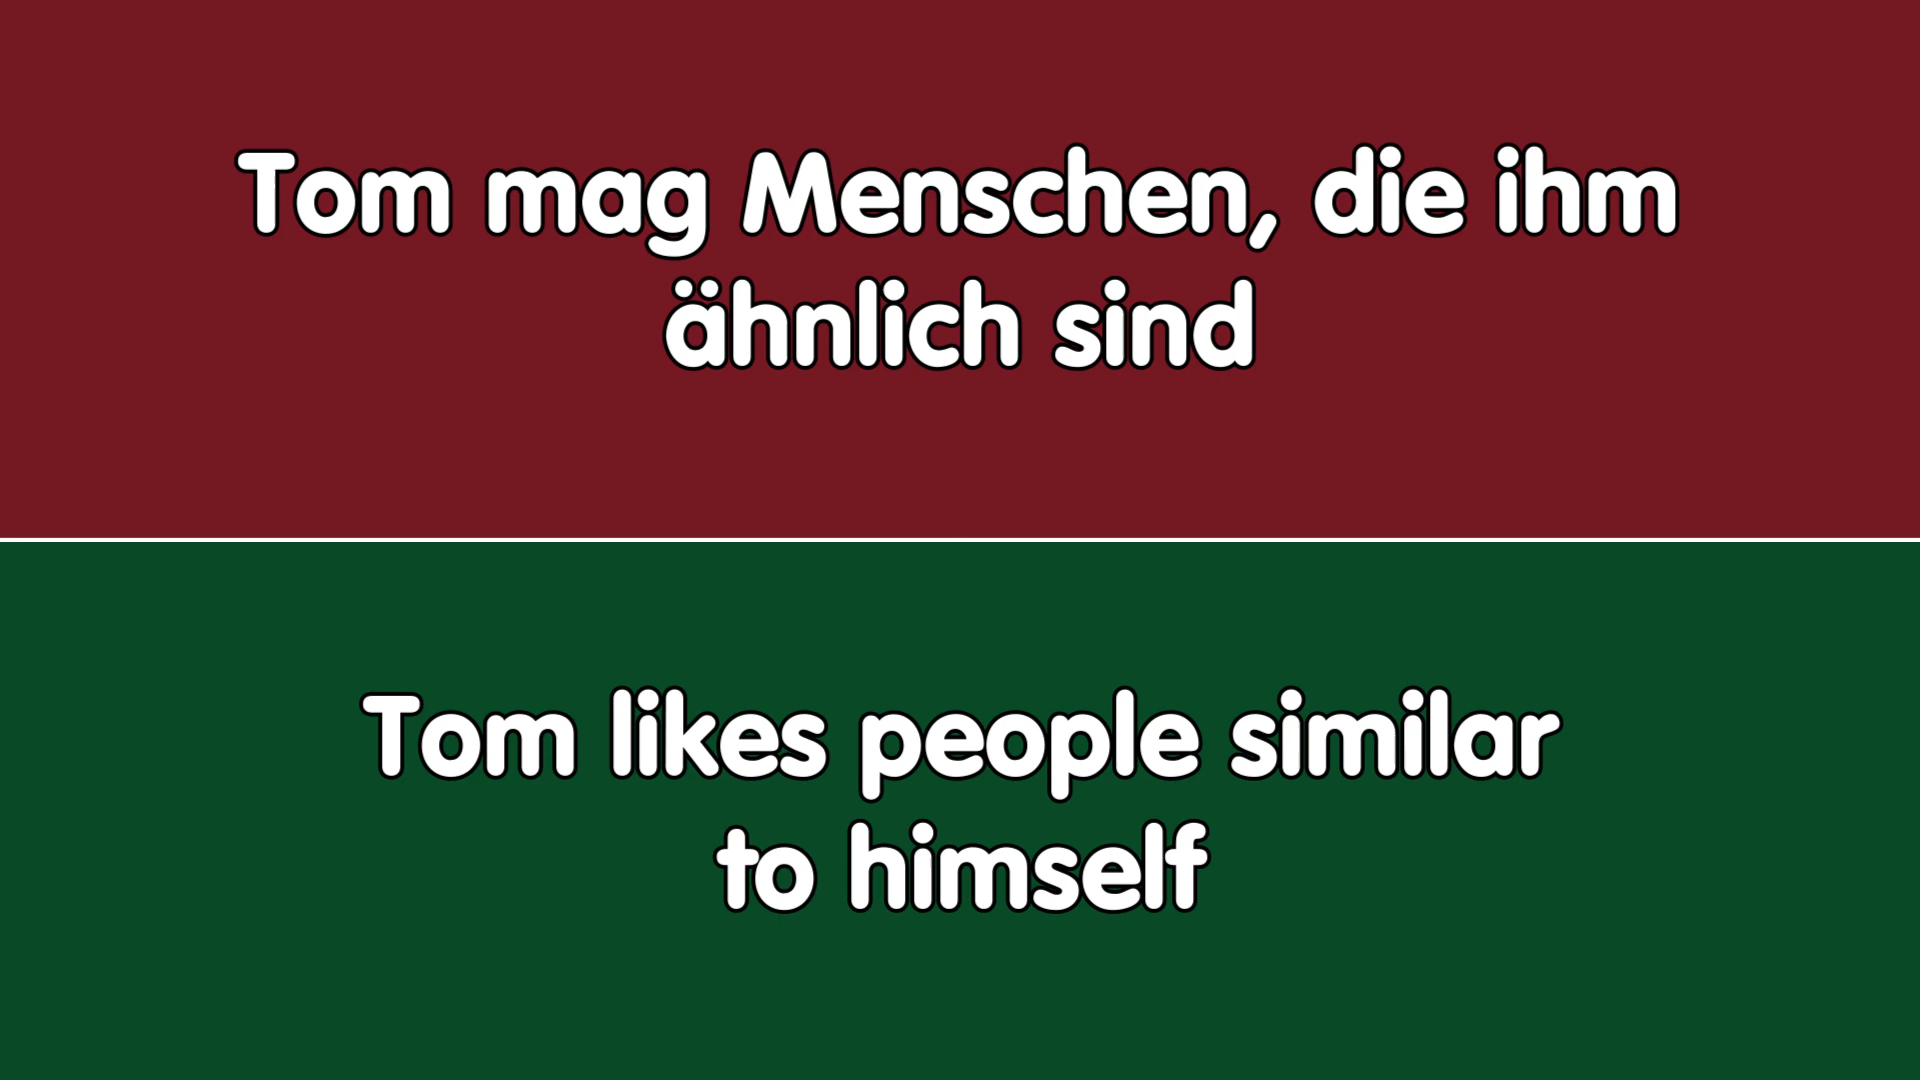 Tom mag Menschen, die ihm
ähnlich sind
Tom likes people similar
to himself